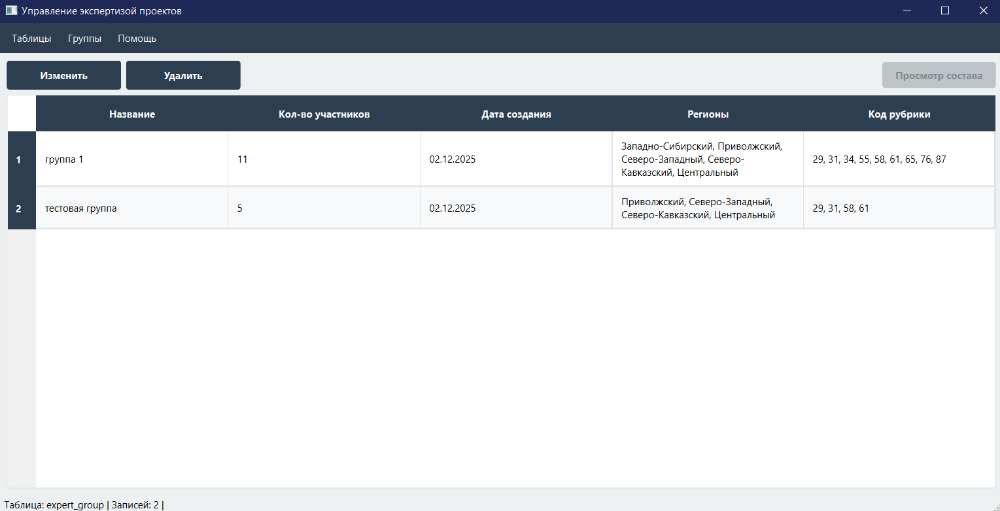 Управление экспертизой проектов
Таблицы Группы Помощь
Изменить Удалить Просмотр состава
Название Кол-во участников Дата создания Регионы Код рубрики
1 группа 1 11 02.12.2025 Западно-Сибирский, Приволжский,
Северо-Западный, Северо-
Кавказский, Центральный 29, 31, 34, 55, 58, 61, 65, 76, 87
2 тестовая группа 5 02.12.2025 Приволжский, Северо-Западный,
Северо-Кавказский, Центральный 29, 31, 58, 61
Таблица: expert_group | Записей: 2 |